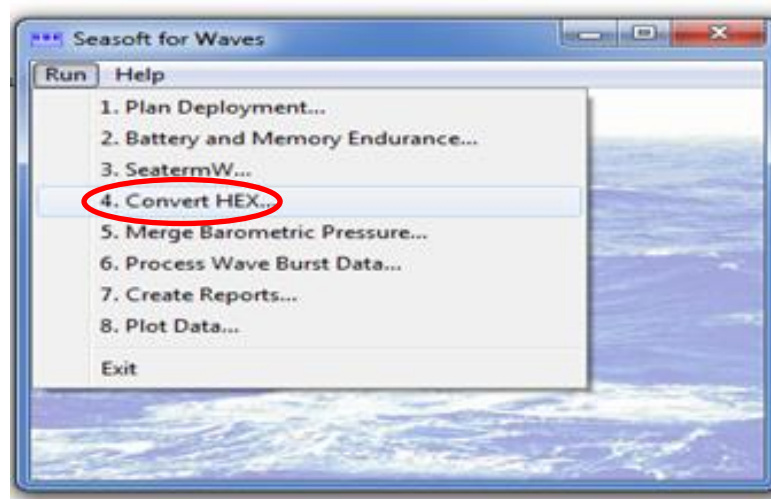 Seasoft for Waves
Run Help
1. Plan Deployment...
2. Battery and Memory Endurance...
3. SeatermW...
4. Convert HEX...
5. Merge Barometric Pressure...
6. Process Wave Burst Data...
7. Create Reports...
8. Plot Data...
Exit